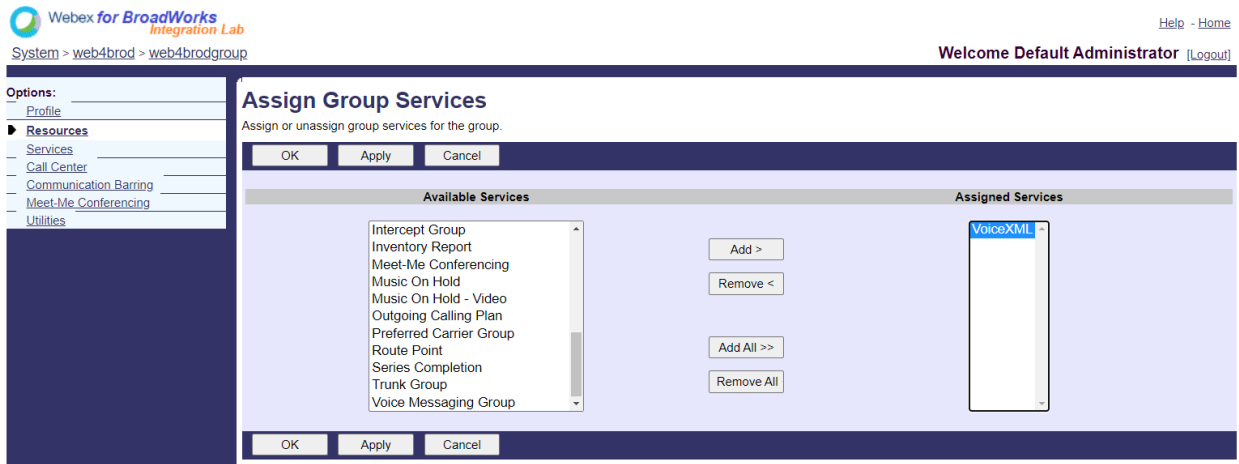 Webex for BroadWorks
Integration Lab
Help - Home
System > web4brod > web4brodgroup
Welcome Default Administrator [Logout]
Options:
Profile
Resources
Services
Call Center
Communication Barring
Meet-Me Conferencing
Utilities
Assign Group Services
Assign or unassign group services for the group.
OK Apply Cancel
Available Services Assigned Services
Intercept Group
Inventory Report
Meet-Me Conferencing
Music On Hold
Music On Hold - Video
Outgoing Calling Plan
Preferred Carrier Group
Route Point
Series Completion
Trunk Group
Voice Messaging Group
Add >
Remove <
Add All >>
Remove All
VoiceXML
OK Apply Cancel